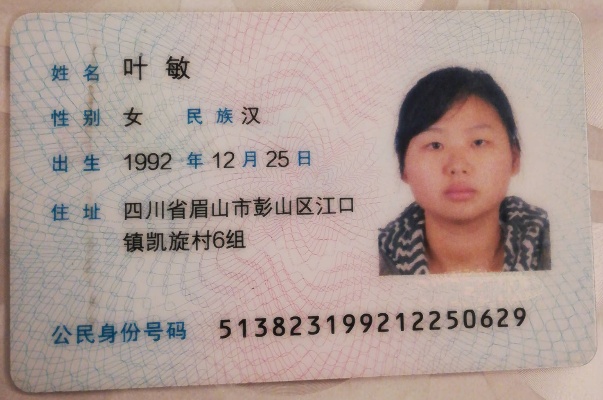 姓名 叶敏
性别 女 民族 汉
出生 1992 年 12 月 25 日
住址 四川省眉山市彭山区江口
镇凯旋村6组
公民身份号码 513823199212250629